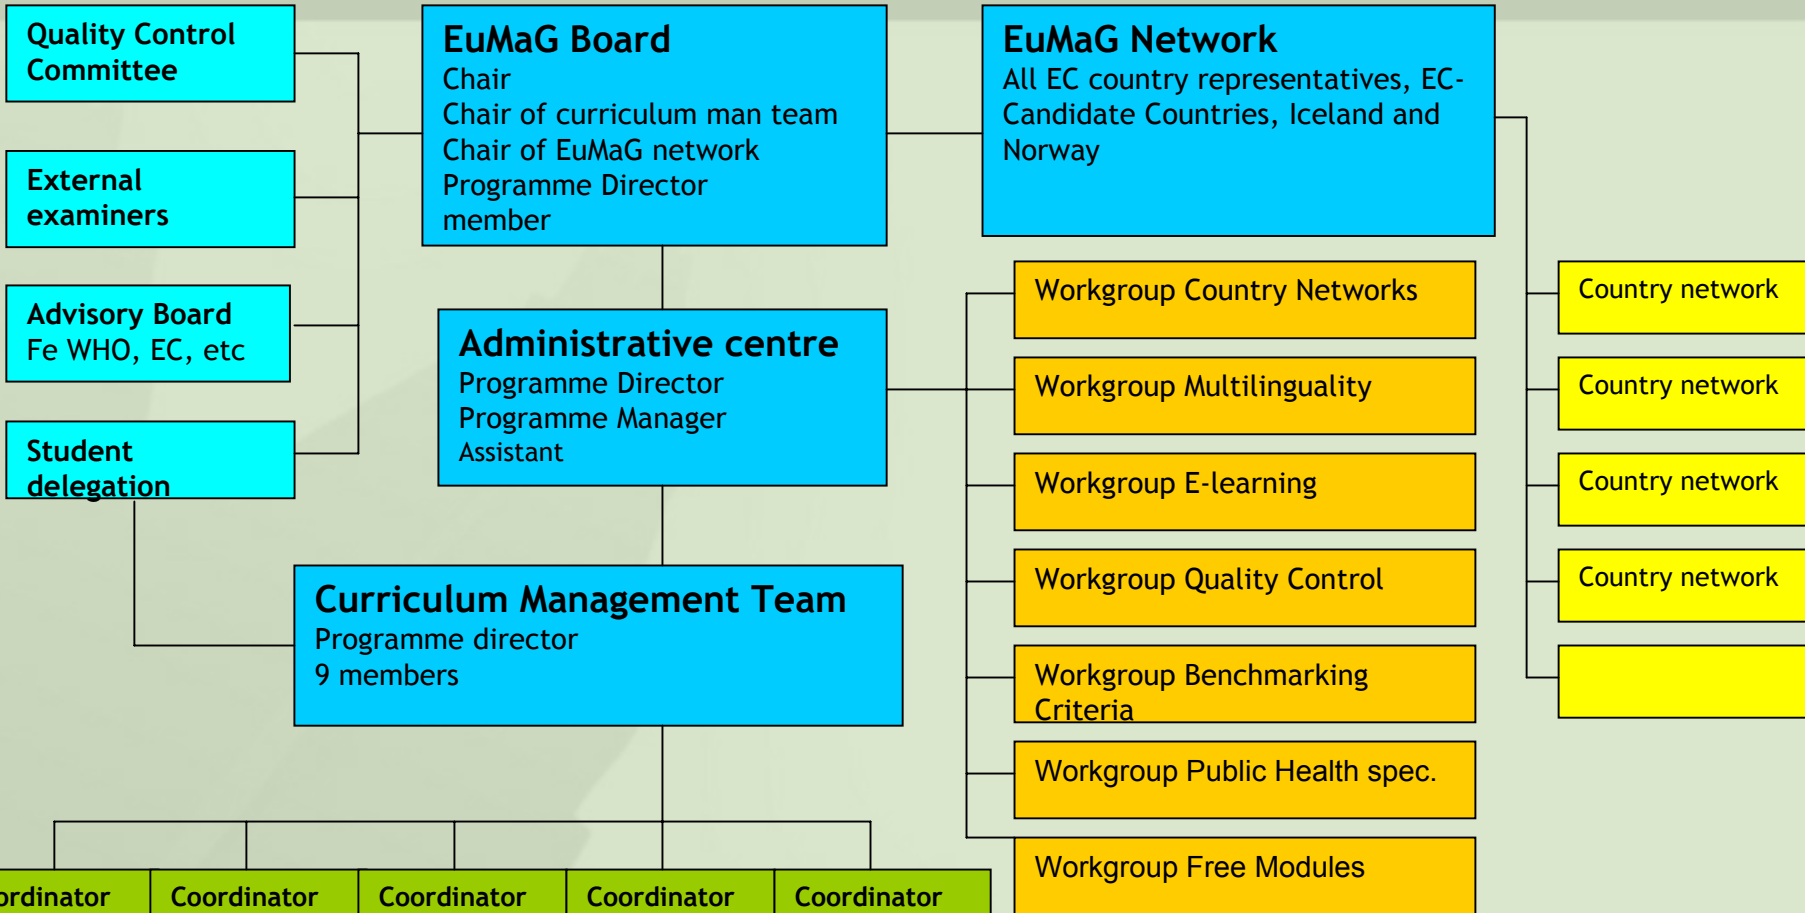 Quality Control
Committee
External
examiners
Advisory Board
Fe WHO, EC, etc
Student
delegation
EuMaG Board
Chair
Chair of curriculum man team
Chair of EuMaG network
Programme Director
member
EuMaG Network
All EC country representatives, EC-
Candidate Countries, Iceland and
Norway
Administrative centre
Programme Director
Programme Manager
Assistant
Curriculum Management Team
Programme director
9 members
Workgroup Country Networks
Workgroup Multilinguality
Workgroup E-learning
Workgroup Quality Control
Workgroup Benchmarking
Criteria
Workgroup Public Health spec.
Workgroup Free Modules
Country network
Country network
Country network
Country network
ordinator
Coordinator
Coordinator
Coordinator
Coordinator